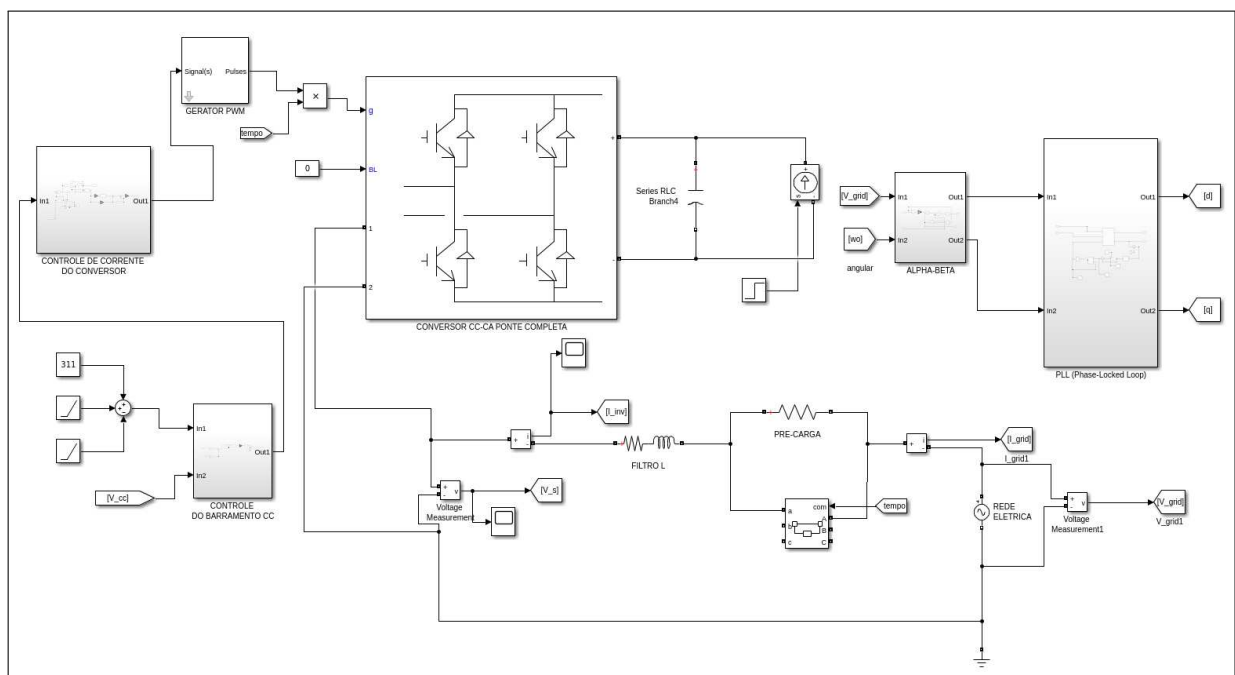 Signal(s) Pulses
GERATOR PWM
tempo
×
g
0
BL
1
2
+
-
CONVERSOR CC-CA PONTE COMPLETA
In1 Out1
CONTROLE DE CORRENTE
DO CONVERSOR
Series RLC
Branch4
[V_grid]
[wo]
angular
In1 Out1
In2 Out2
ALPHA-BETA
In1 Out1
In2 Out2
PLL (Phase-Locked Loop)
[d]
[q]
311
[V_cc]
In1
In2
Out1
CONTROLE
DO BARRAMENTO CC
[I_inv]
+ i
-
FILTRO L
+
- v
Voltage
Measurement
[V_s]
PRE-CARGA
a com
A
b B
c C
tempo
+ i
-
[I_grid]
I_grid1
REDE
ELETRICA
+
- v
Voltage
Measurement1
[V_grid]
V_grid1